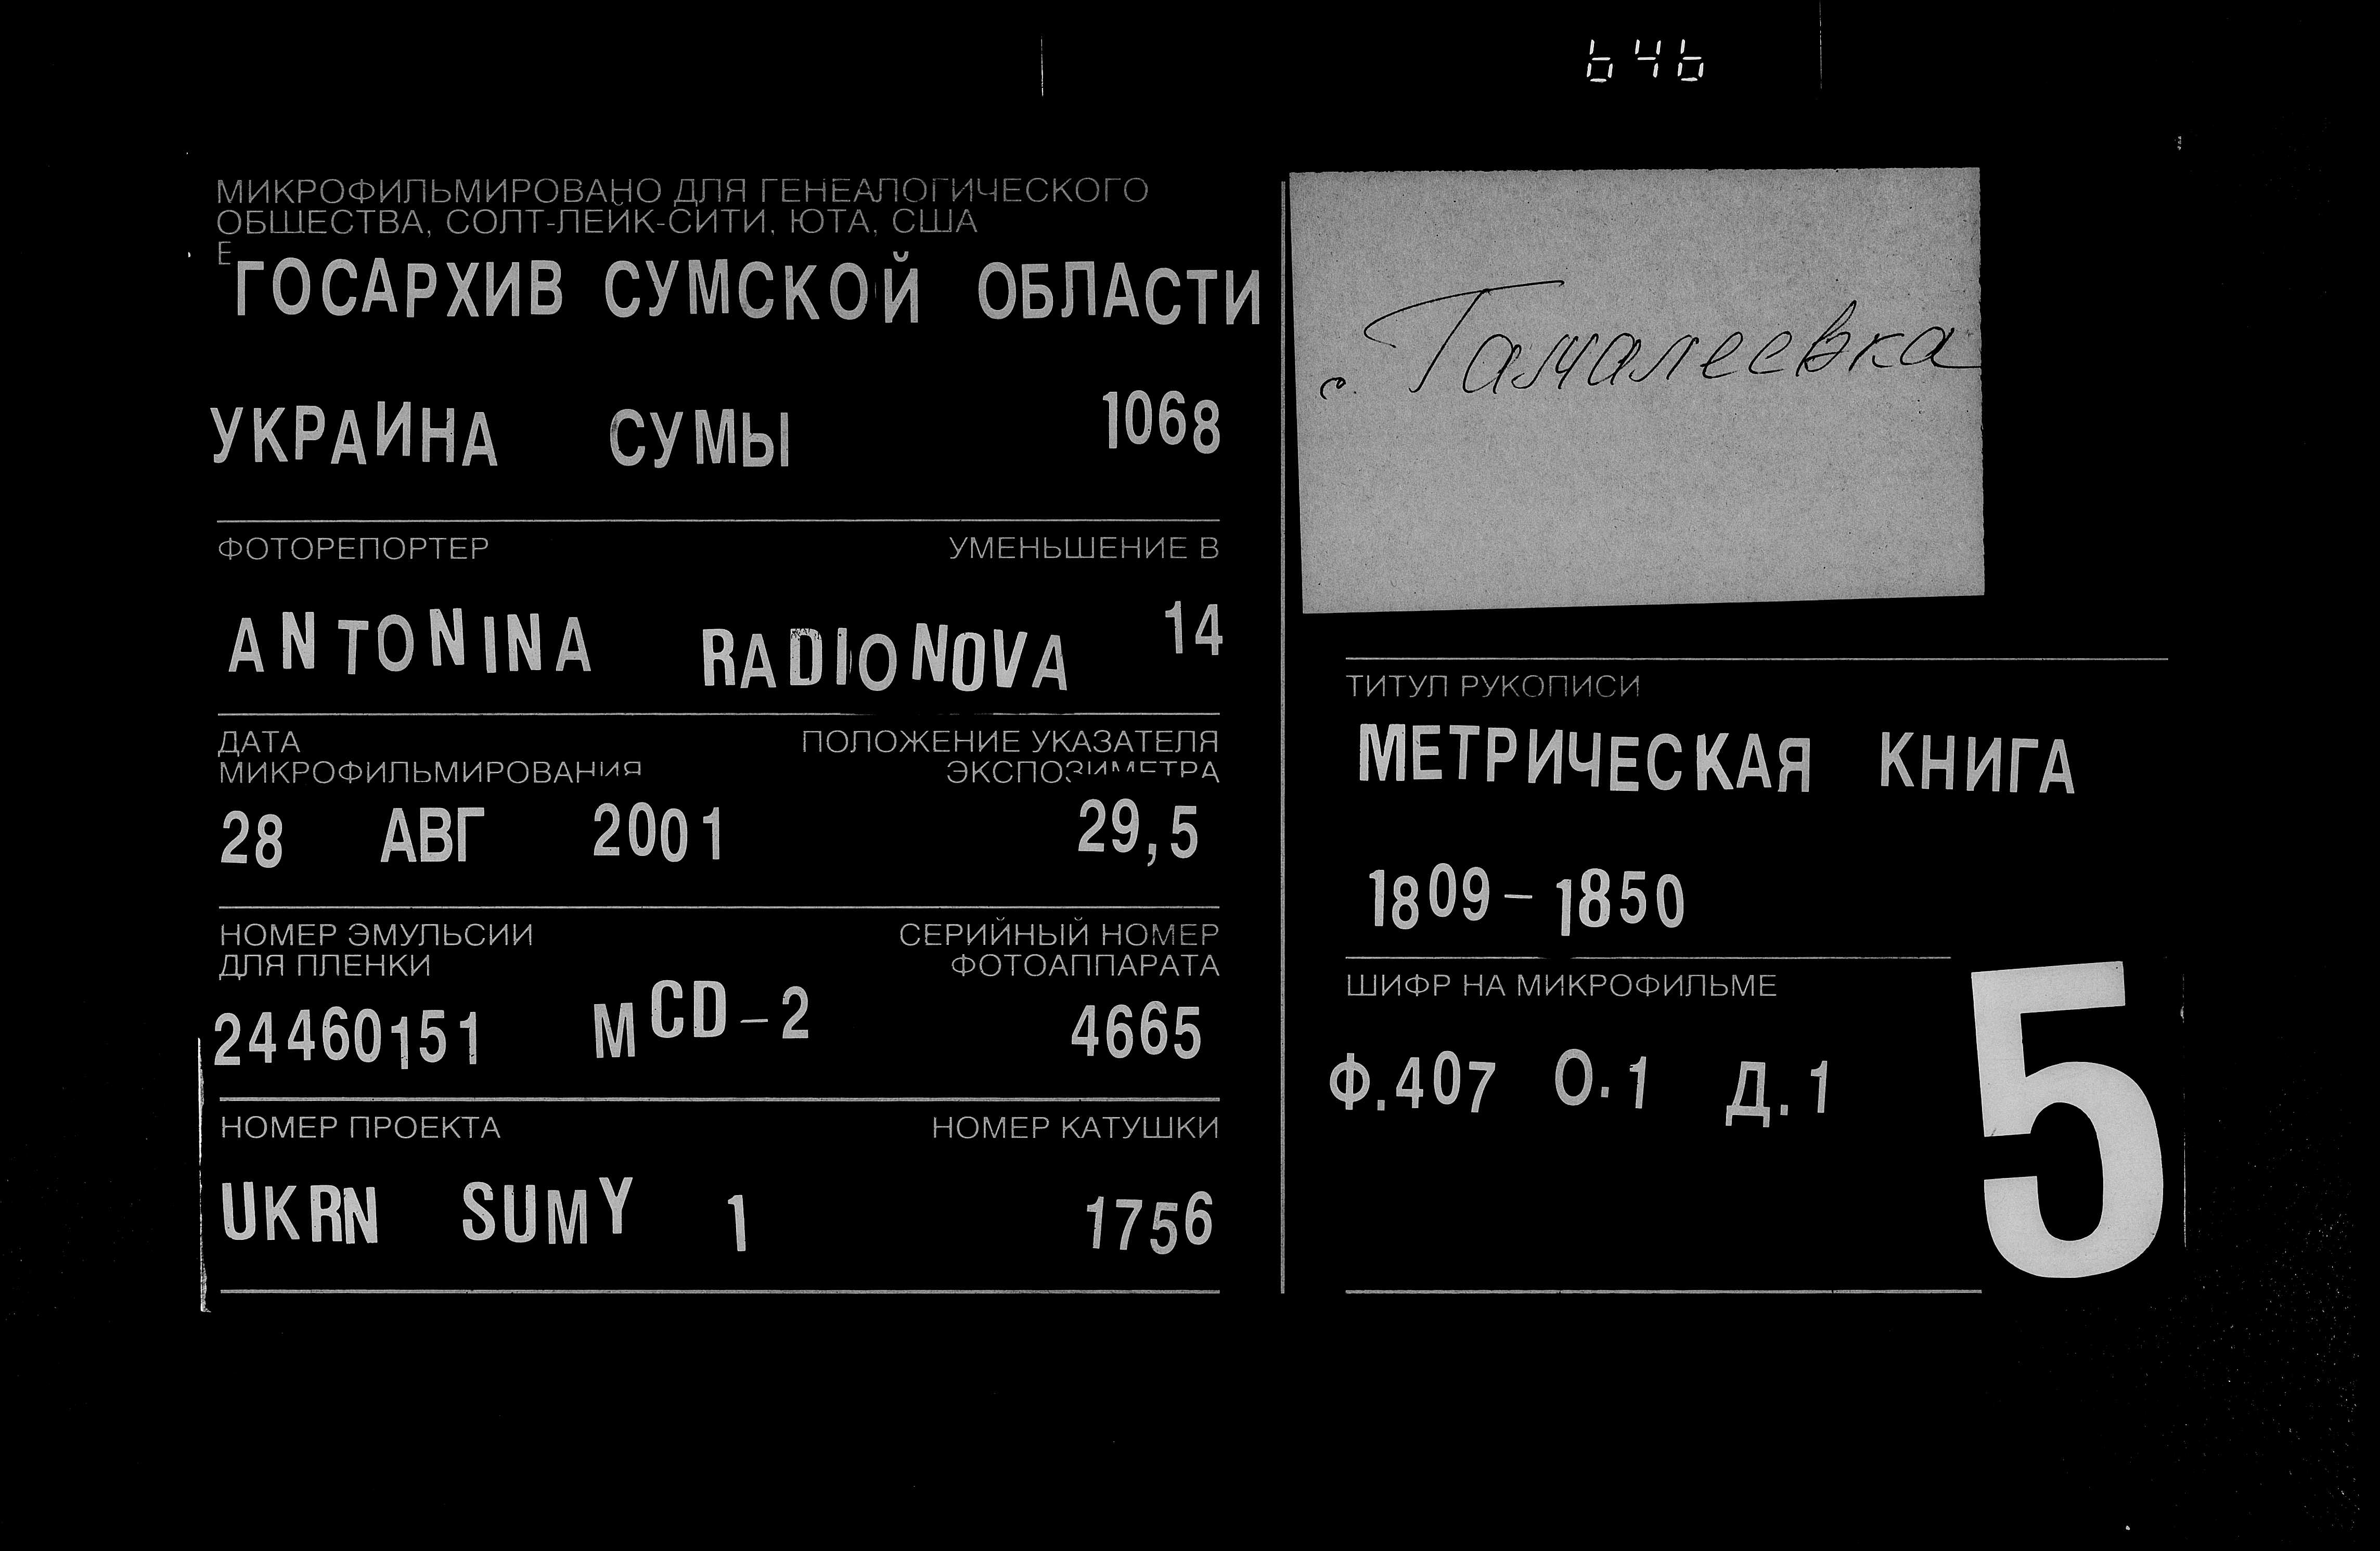 646
МИКРОФИЛЬМИРОВАНО ДЛЯ ГЕНЕАЛОГИЧЕСКОГО
ОБЩЕСТВА, СОЛТ-ЛЕЙК-СИТИ, ЮТА, США
Е
ГОСАРХИВ СУМСКОЙ ОБЛАСТИ
УКРАИНА СУМЫ 1068
ФОТОРЕПОРТЕР УМЕНЬШЕНИЕ В
ANTONINA RADIONOVA 14
ДАТА
МИКРОФИЛЬМИРОВАНИЯ
ПОЛОЖЕНИЕ УКАЗАТЕЛЯ
ЭКСПОЗИМЕТРА
28 АВГ 2001 29,5
НОМЕР ЭМУЛЬСИИ
ДЛЯ ПЛЕНКИ
СЕРИЙНЫЙ НОМЕР
ФОТОАППАРАТА
24460151 MCD-2 4665
НОМЕР ПРОЕКТА НОМЕР КАТУШКИ
UKRN SUMY 1 1756
с. Гамалеевка
ТИТУЛ РУКОПИСИ
МЕТРИЧЕСКАЯ КНИГА
1809-1850
ШИФР НА МИКРОФИЛЬМЕ
Ф.407 О.1 Д.1
5